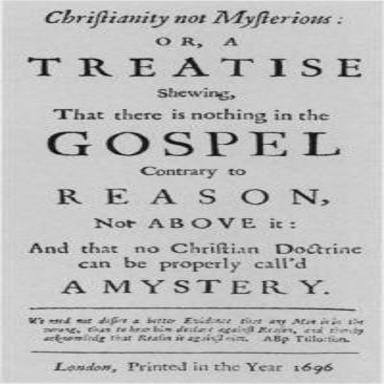 Chriſtianity not Myſterious:
OR, A
TREATISE
Shewing,
That there is nothing in the
GOSPEL
Contrary to
REASON,
Not ABOVE it:
And that no Chriſtian Doctrine
can be properly call'd
A MYSTERY.
We need not deſire a better Evidence that any Man is in the
wrong, than to hear him declare againſt Reaſon, and thereby
acknowledg that Reaſon is againſt him. ABp Tillotſon.
London, Printed in the Year 1696